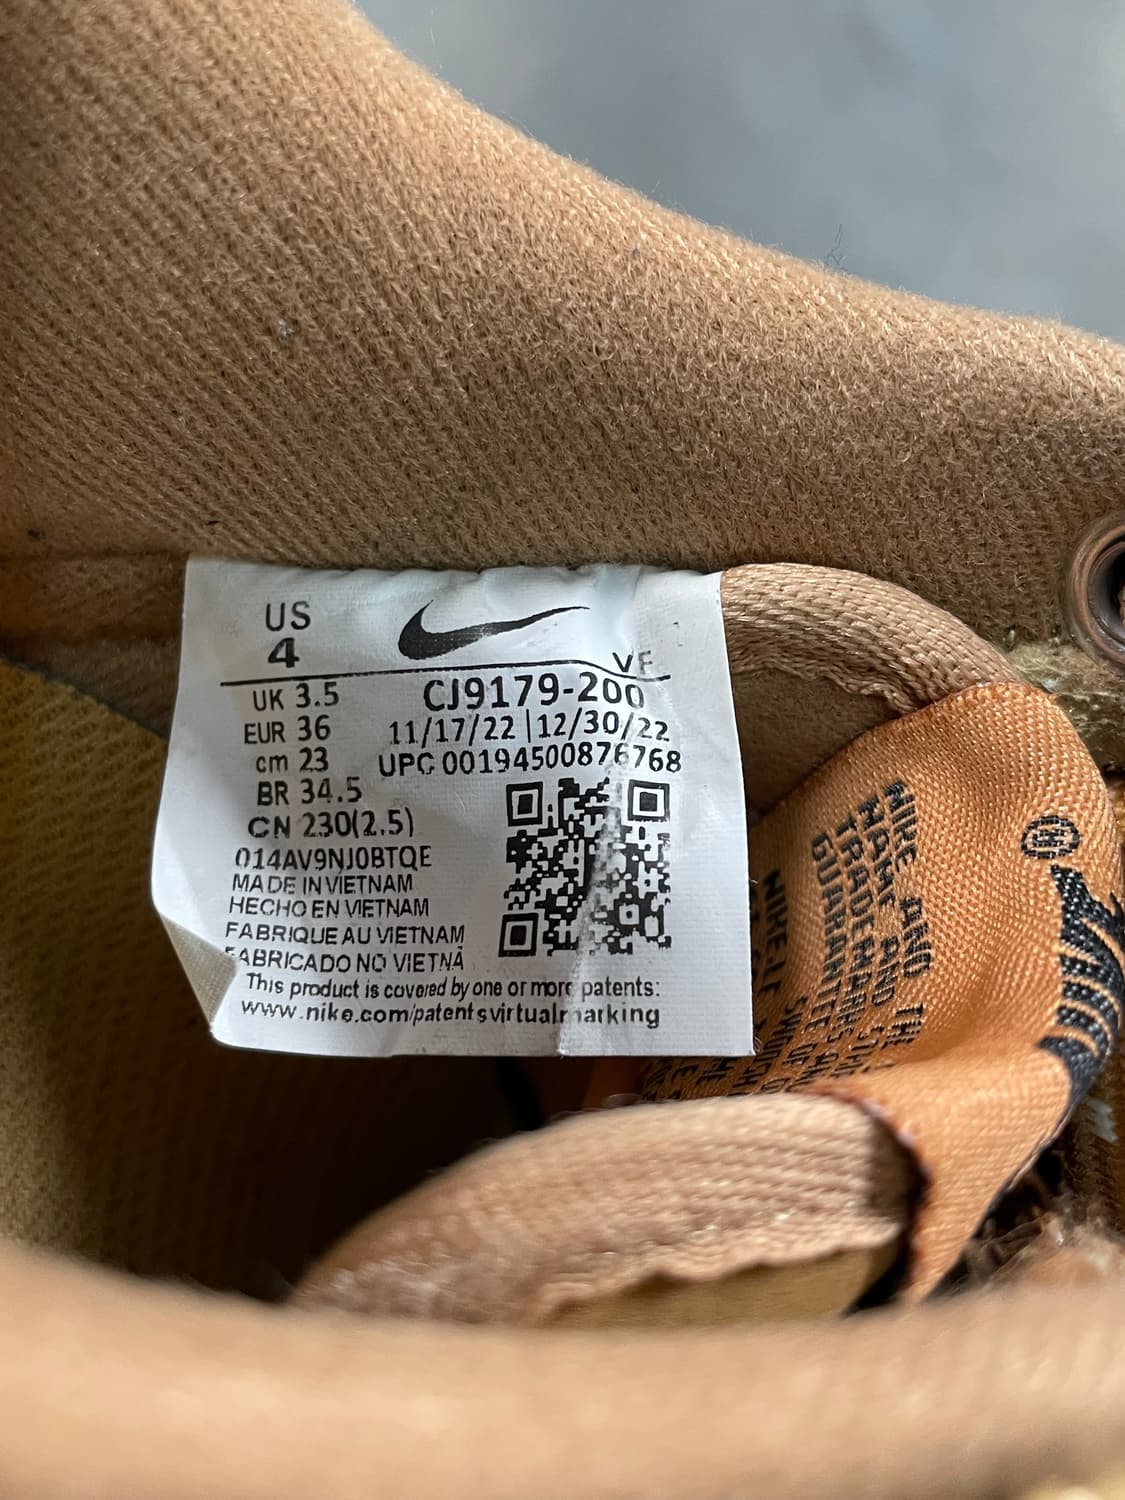 US
4
VF
UK 3.5
CJ9179-200
EUR 36
11/17/22 | 12/30/22
cm 23
UPC 00194500876768
BR 34.5
CN 230(2.5)
014AV9NJ0BTQE
MADE IN VIETNAM
HECHO EN VIETNAM
FABRIQUE AU VIETNAM
FABRICADO NO VIETNÃ
This product is covered by one or more patents:
www.nike.com/patentsvirtualmarking
®
NIKE AND THE
NAME AND
TRADEMARKS
GUARANTEE OF